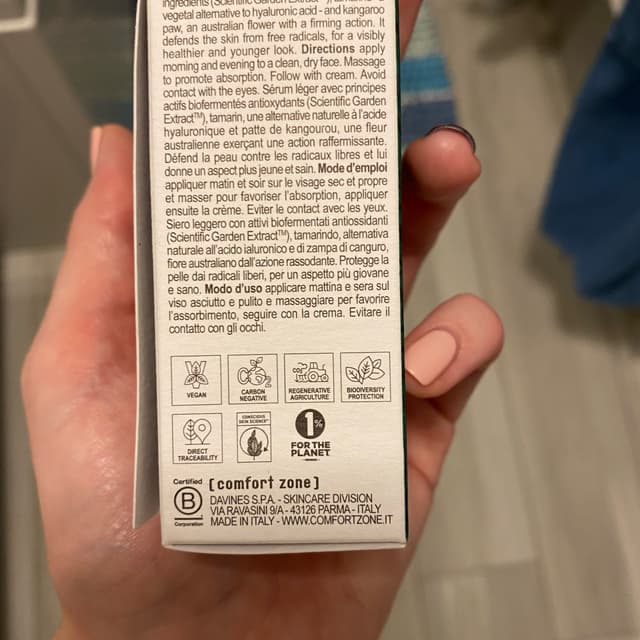 ingredients (Scientific Garden Extract™), tamarind, a
vegetal alternative to hyaluronic acid - and kangaroo
paw, an australian flower with a firming action. It
defends the skin from free radicals, for a visibly
healthier and younger look. Directions apply
morning and evening to a clean, dry face. Massage
to promote absorption. Follow with cream. Avoid
contact with the eyes. Sérum léger avec principes
actifs biofermentés antioxydants (Scientific Garden
Extract™), tamarin, une alternative naturelle à l'acide
hyaluronique et patte de kangourou, une fleur
australienne exerçant une action raffermissante.
Défend la peau contre les radicaux libres et lui
donne un aspect plus jeune et sain. Mode d'emploi
appliquer matin et soir sur le visage sec et propre
et masser pour favoriser l'absorption, appliquer
ensuite la crème. Eviter le contact avec les yeux.
Siero leggero con attivi biofermentati antiossidanti
(Scientific Garden Extract™), tamarindo, alternativa
naturale all'acido ialuronico e di zampa di canguro,
fiore australiano dall'azione rassodante. Protegge la
pelle dai radicali liberi, per un aspetto più giovane
e sano. Modo d'uso applicare mattina e sera sul
viso asciutto e pulito e massaggiare per favorire
l'assorbimento, seguire con la crema. Evitare il
contatto con gli occhi.
VEGAN
CARBON NEGATIVE
REGENERATIVE AGRICULTURE
BIODIVERSITY PROTECTION
DIRECT TRACEABILITY
CONSCIOUS SKIN SCIENCE™
1%
FOR THE
PLANET
Certified
B
Corporation
[ comfort zone ]
DAVINES S.P.A. - SKINCARE DIVISION
VIA RAVASINI 9/A - 43126 PARMA - ITALY
MADE IN ITALY - WWW.COMFORTZONE.IT